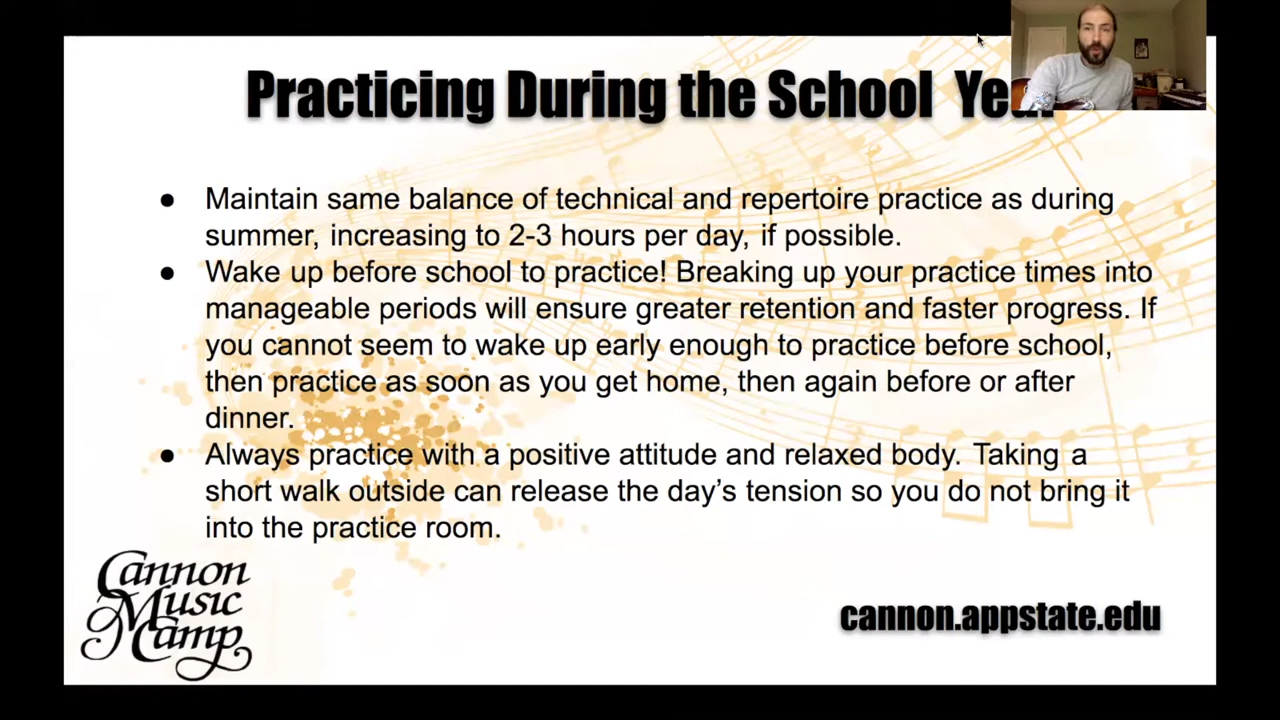 Practicing During the School Year
● Maintain same balance of technical and repertoire practice as during
summer, increasing to 2-3 hours per day, if possible.
● Wake up before school to practice! Breaking up your practice times into
manageable periods will ensure greater retention and faster progress. If
you cannot seem to wake up early enough to practice before school,
then practice as soon as you get home, then again before or after
dinner.
● Always practice with a positive attitude and relaxed body. Taking a
short walk outside can release the day’s tension so you do not bring it
into the practice room.
Cannon
Music
Camp
cannon.appstate.edu